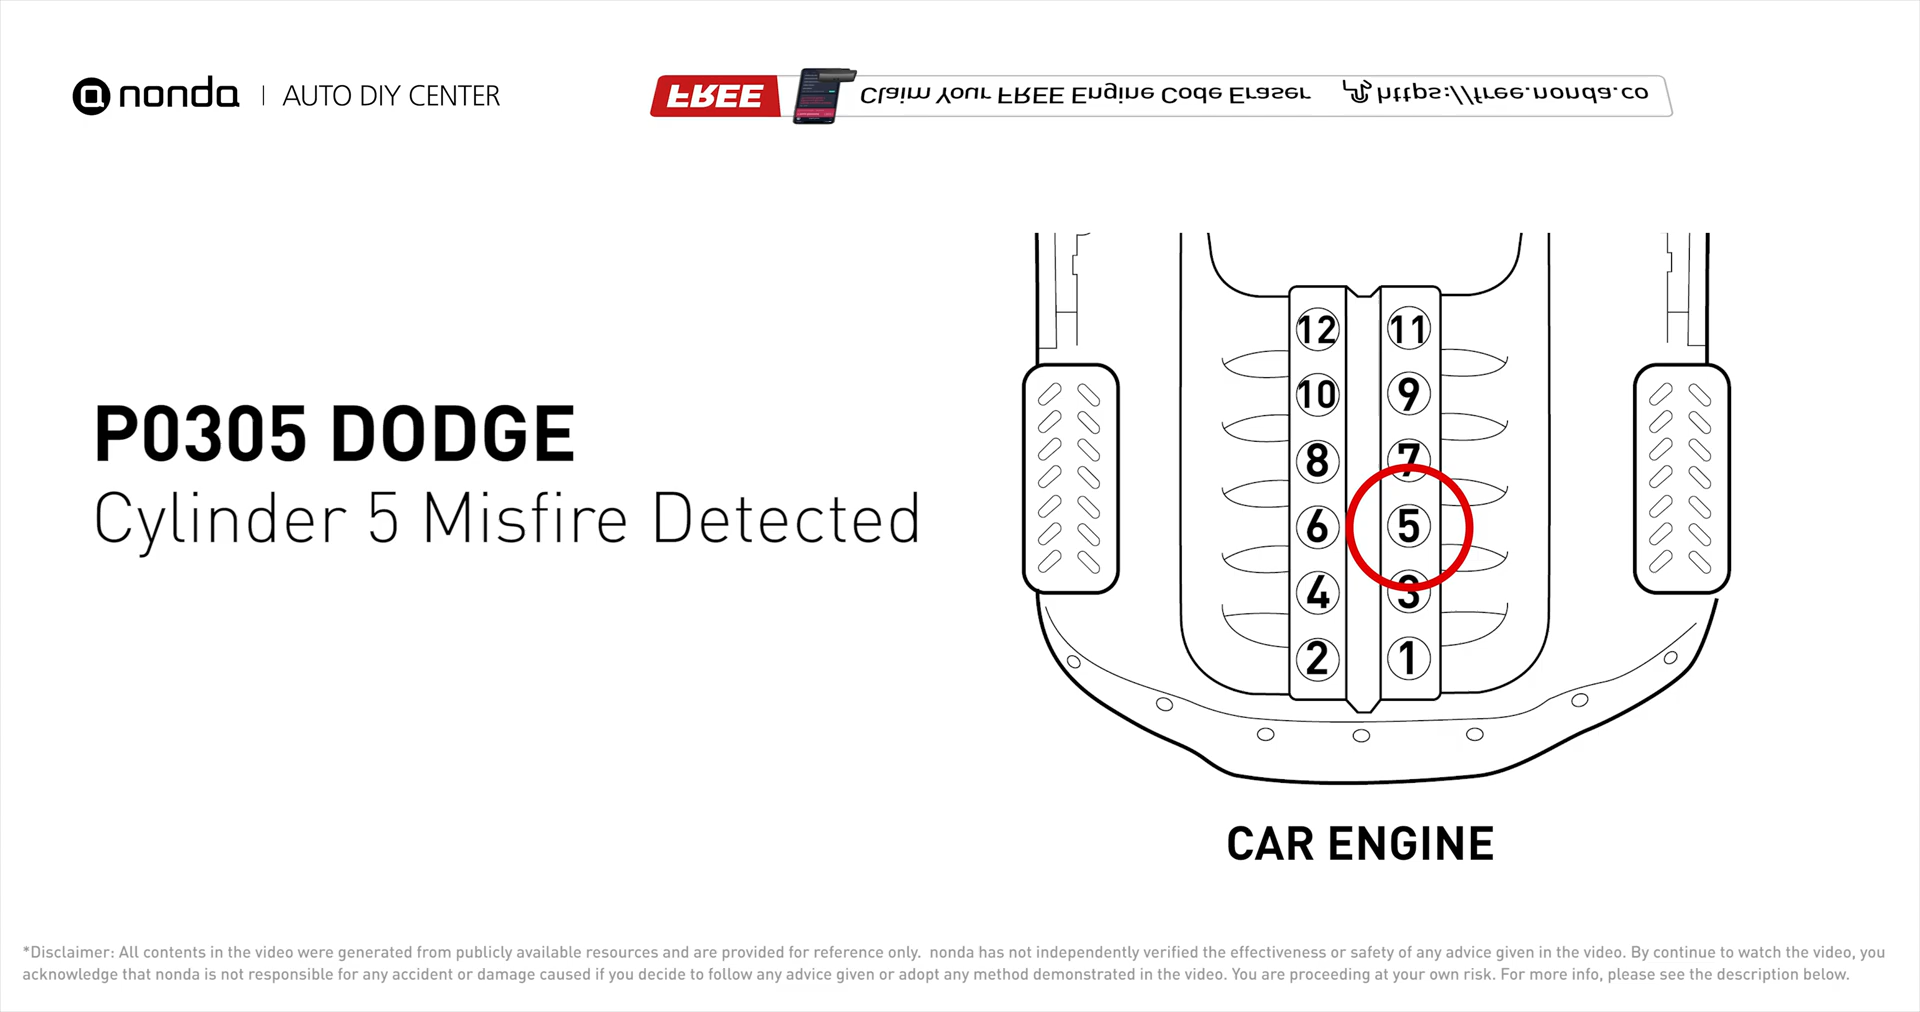 nonda | AUTO DIY CENTER
FREE Claim Your FREE Engine Code Eraser https://free.nonda.co
P0305 DODGE
Cylinder 5 Misfire Detected
12 11
10 9
8 7
6 5
4 3
2 1
CAR ENGINE
*Disclaimer: All contents in the video were generated from publicly available resources and are provided for reference only. nonda has not independently verified the effectiveness or safety of any advice given in the video. By continue to watch the video, you
acknowledge that nonda is not responsible for any accident or damage caused if you decide to follow any advice given or adopt any method demonstrated in the video. You are proceeding at your own risk. For more info, please see the description below.